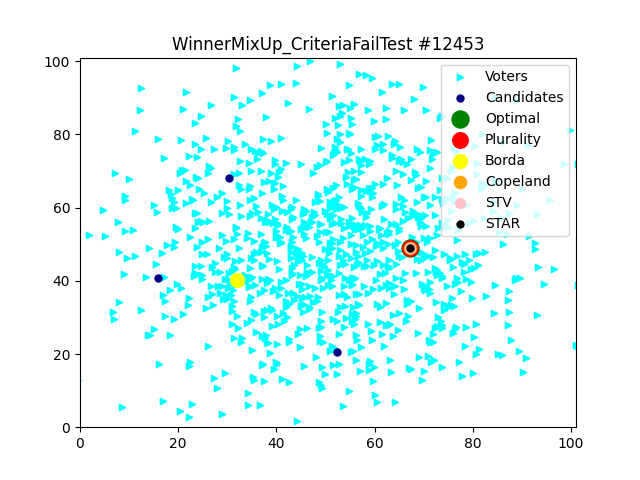 WinnerMixUp_CriteriaFailTest #12453
100
80
60
40
20
0
0
20
40
60
80
100
Voters
Candidates
Optimal
Plurality
Borda
Copeland
STV
STAR